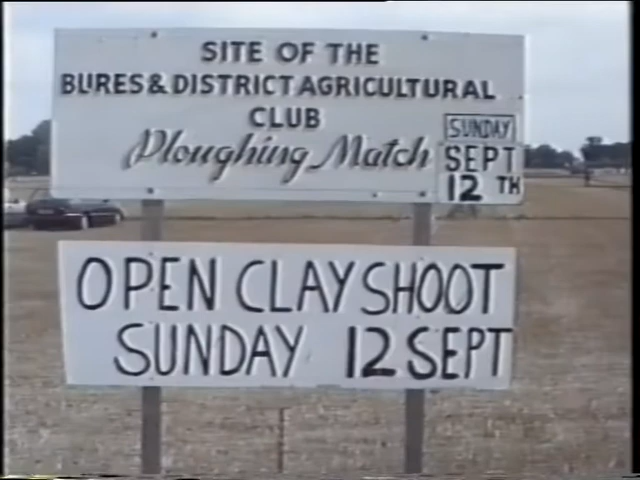 SITE OF THE
BURES & DISTRICT AGRICULTURAL
CLUB
Ploughing Match
SUNDAY
SEPT
12 TH
OPEN CLAY SHOOT
SUNDAY 12 SEPT